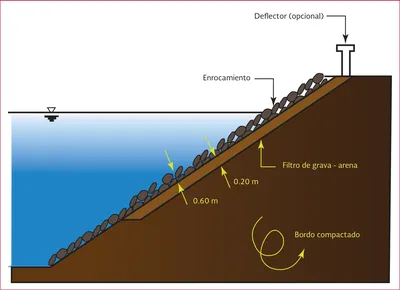 Deflector (opcional)
Enrocamiento
Filtro de grava - arena
0.20 m
0.60 m
Bordo compactado